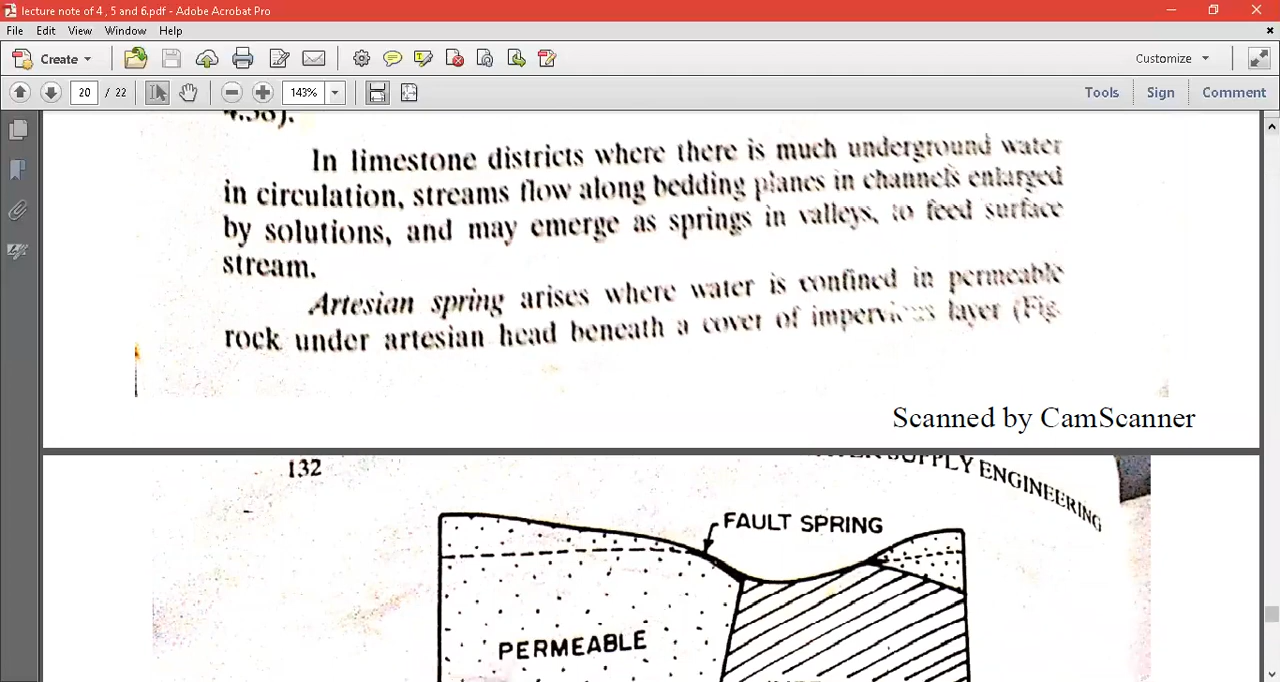 lecture note of 4 , 5 and 6.pdf - Adobe Acrobat Pro
File Edit View Window Help
Create Customize
20 / 22 143% Tools Sign Comment
In limestone districts where there is much underground water
in circulation, streams flow along bedding planes in channels enlarged
by solutions, and may emerge as springs in valleys, to feed surface
stream.
Artesian spring arises where water is confined in permeable
rock under artesian head beneath a cover of impervious layer (Fig.
Scanned by CamScanner
132
SUPPLY ENGINEERING
FAULT SPRING
PERMEABLE